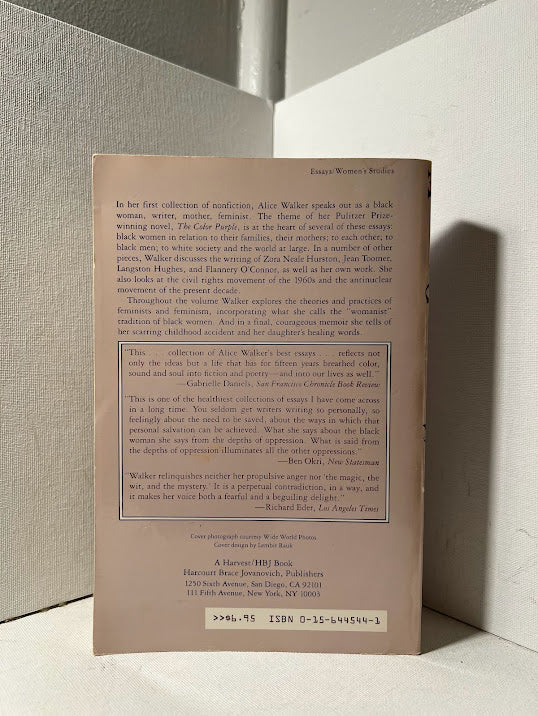 Essays/Women's Studies
In her first collection of nonfiction, Alice Walker speaks out as a black
woman, writer, mother, feminist. The theme of her Pulitzer Prize-
winning novel, The Color Purple, is at the heart of several of these essays:
black women in relation to their families, their mothers; to each other; to
black men; to white society and the world at large. In a number of other
pieces, Walker discusses the writing of Zora Neale Hurston, Jean Toomer,
Langston Hughes, and Flannery O'Connor, as well as her own work. She
also looks at the civil rights movement of the 1960s and the antinuclear
movement of the present decade.
Throughout the volume Walker explores the theories and practices of
feminists and feminism, incorporating what she calls the "womanist"
tradition of black women. And in a final, courageous memoir she tells of
her scarring childhood accident and her daughter's healing words.
"This . . . collection of Alice Walker's best essays . . . reflects not
only the ideas but a life that has for fifteen years breathed color,
sound and soul into fiction and poetry—and into our lives as well."
—Gabrielle Daniels, San Francisco Chronicle Book Review
"This is one of the healthiest collections of essays I have come across
in a long time. You seldom get writers writing so personally, so
feelingly about the need to be saved, about the ways in which that
personal salvation can be achieved. What she says about the black
woman she says from the depths of oppression. What is said from
the depths of oppression illuminates all the other oppressions."
—Ben Okri, New Statesman
"Walker relinquishes neither her propulsive anger nor 'the magic, the
wit, and the mystery.' It is a perpetual contradiction, in a way, and
it makes her voice both a fearful and a beguiling delight."
—Richard Eder, Los Angeles Times
Cover photograph courtesy Wide World Photos
Cover design by Lembit Rauk
A Harvest/HBJ Book
Harcourt Brace Jovanovich, Publishers
1250 Sixth Avenue, San Diego, CA 92101
111 Fifth Avenue, New York, NY 10003
>>$6.95 ISBN 0-15-644544-1